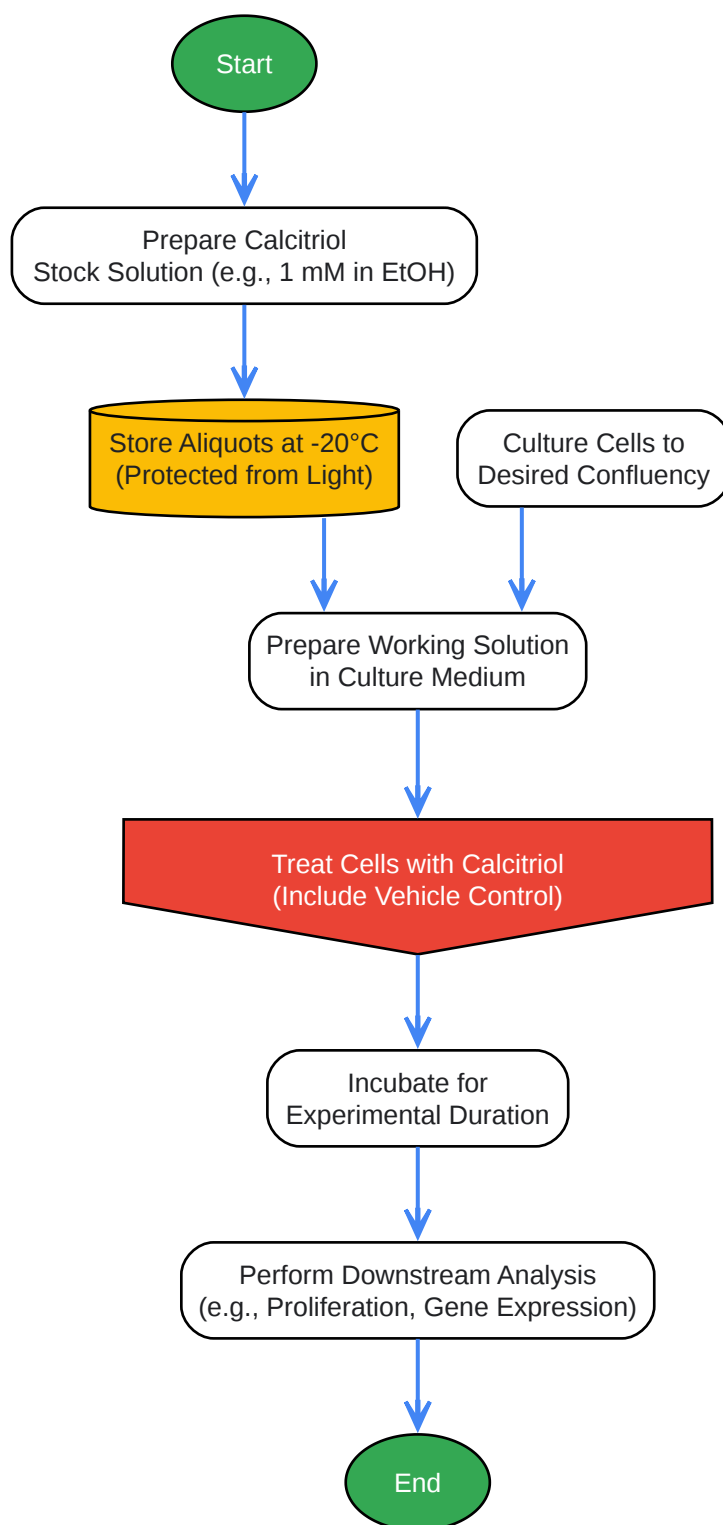 Start
Prepare Calcitriol
Stock Solution (e.g., 1 mM in EtOH)
Store Aliquots at -20°C
(Protected from Light)
Culture Cells to
Desired Confluency
Prepare Working Solution
in Culture Medium
Treat Cells with Calcitriol
(Include Vehicle Control)
Incubate for
Experimental Duration
Perform Downstream Analysis
(e.g., Proliferation, Gene Expression)
End